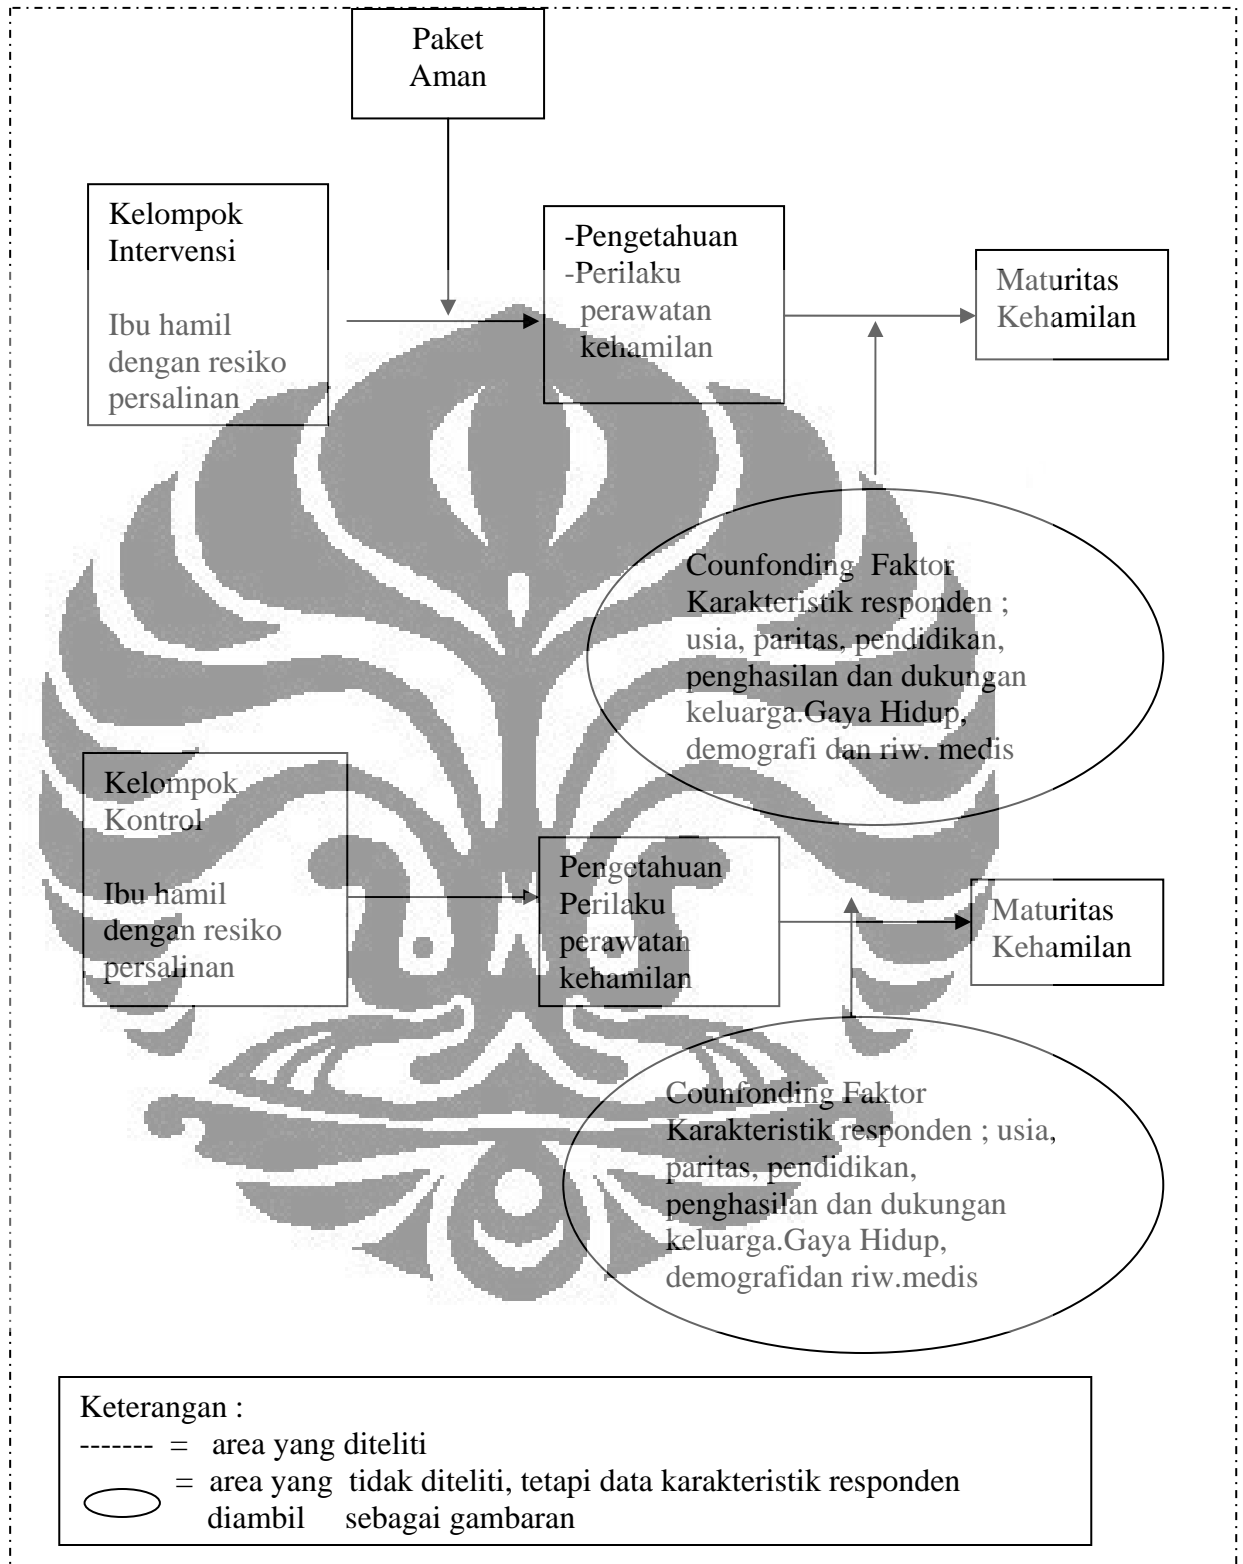 Paket
Aman
Kelompok
Intervensi
Ibu hamil
dengan resiko
persalinan
-Pengetahuan
-Perilaku
perawatan
kehamilan
Maturitas
Kehamilan
Counfonding Faktor
Karakteristik responden ;
usia, paritas, pendidikan,
penghasilan dan dukungan
keluarga.Gaya Hidup,
demografi dan riw. medis
Kelompok
Kontrol
Ibu hamil
dengan resiko
persalinan
Pengetahuan
Perilaku
perawatan
kehamilan
Maturitas
Kehamilan
Counfonding Faktor
Karakteristik responden ; usia,
paritas, pendidikan,
penghasilan dan dukungan
keluarga.Gaya Hidup,
demografidan riw.medis
Keterangan :
------- = area yang diteliti
= area yang tidak diteliti, tetapi data karakteristik responden
diambil sebagai gambaran